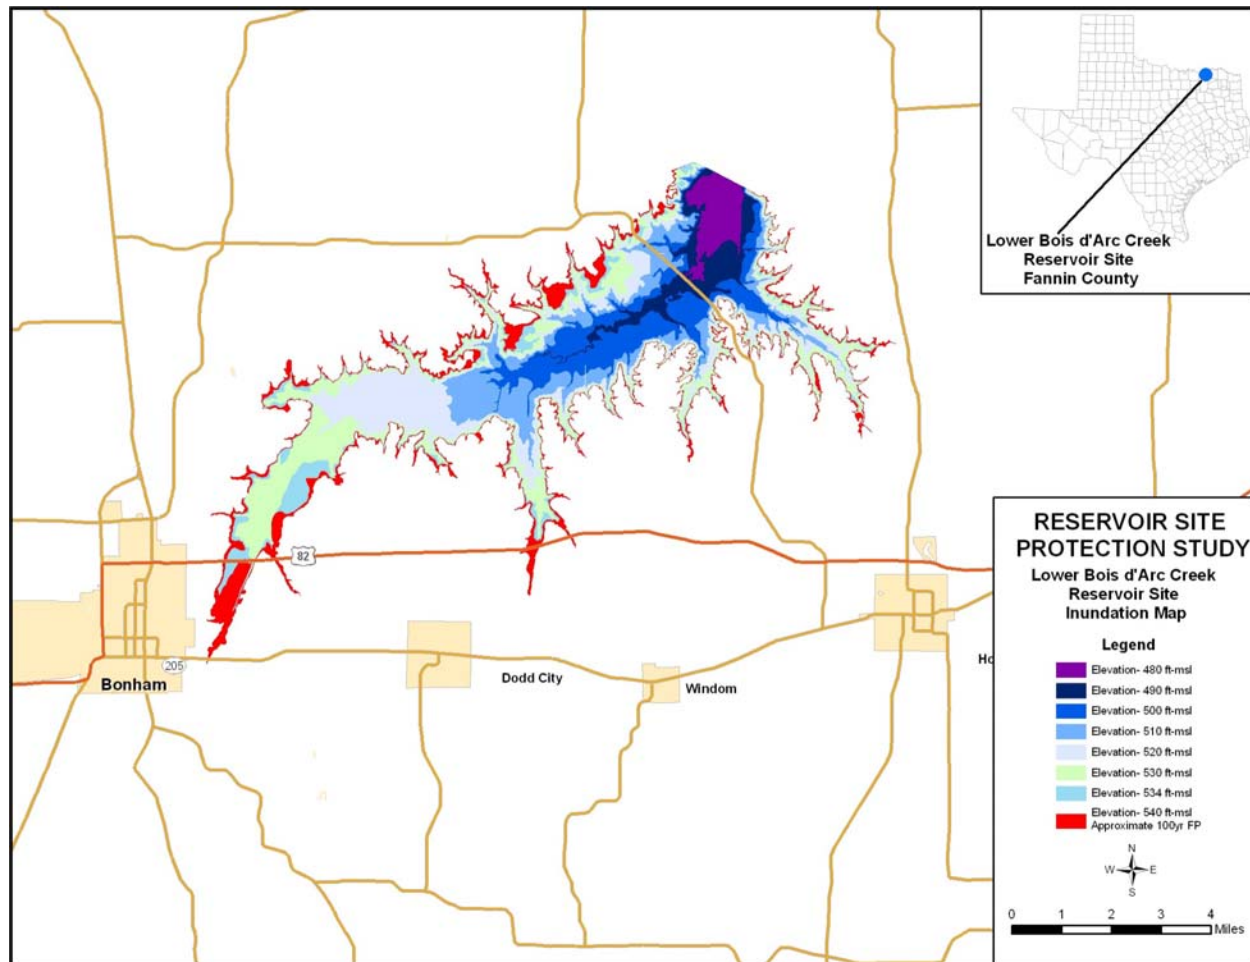 Lower Bois d'Arc Creek
Reservoir Site
Fannin County
82
205
Bonham
Dodd City
Windom
Ho
RESERVOIR SITE
PROTECTION STUDY
Lower Bois d'Arc Creek
Reservoir Site
Inundation Map
Legend
Elevation- 480 ft-msl
Elevation- 490 ft-msl
Elevation- 500 ft-msl
Elevation- 510 ft-msl
Elevation- 520 ft-msl
Elevation- 530 ft-msl
Elevation- 534 ft-msl
Elevation- 540 ft-msl
Approximate 100yr FP
N
W E
S
0 1 2 3 4
Miles